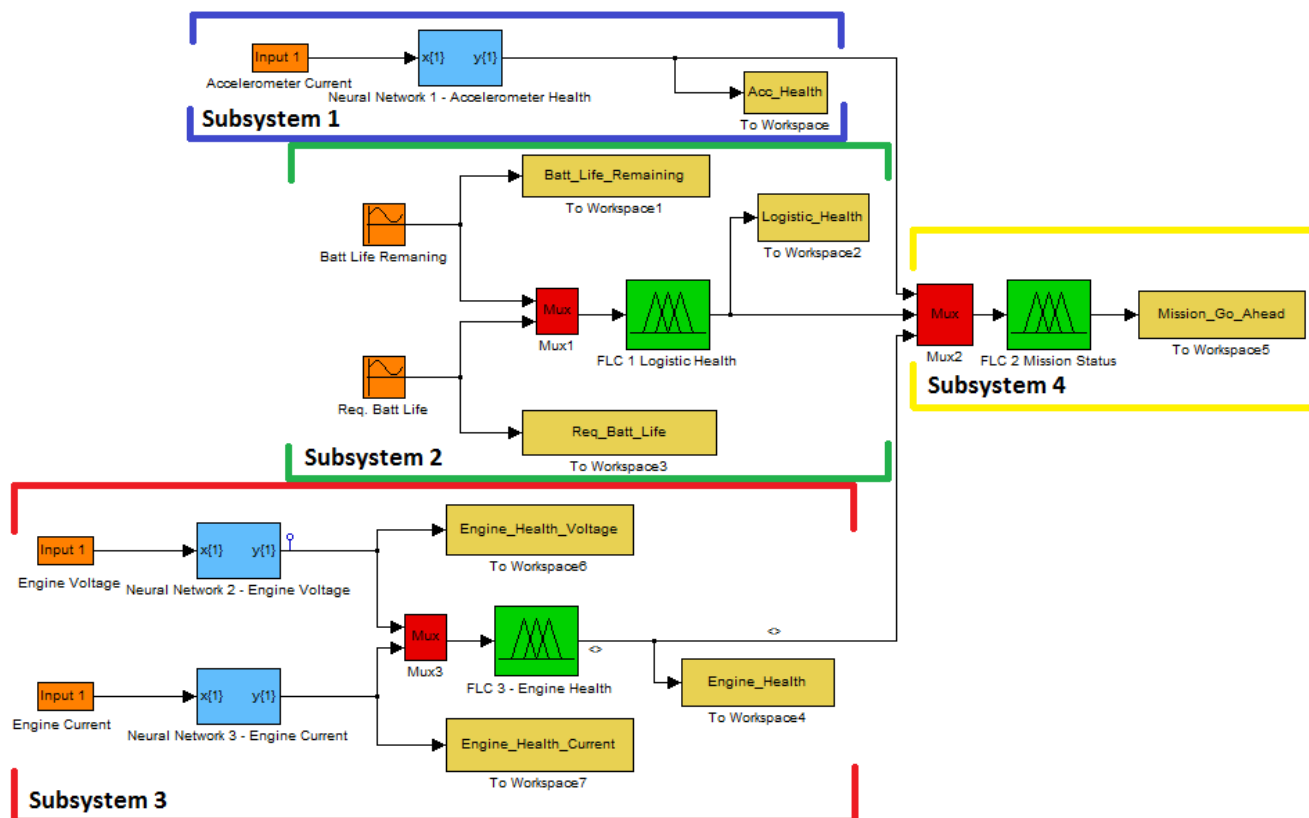 Input 1
x{1} y{1}
Accelerometer Current
Neural Network 1 - Accelerometer Health
Acc_Health
To Workspace
Subsystem 1
Batt_Life_Remaining
To Workspace1
Logistic_Health
To Workspace2
Batt Life Remaning
Mux
Mux1
FLC 1 Logistic Health
Req. Batt Life
Req_Batt_Life
To Workspace3
Subsystem 2
Mux
Mux2
FLC 2 Mission Status
Mission_Go_Ahead
To Workspace5
Subsystem 4
Input 1
x{1} y{1}
Engine Voltage
Neural Network 2 - Engine Voltage
Engine_Health_Voltage
To Workspace6
Mux
Mux3
FLC 3 - Engine Health
<>
<>
Engine_Health
To Workspace4
Input 1
x{1} y{1}
Engine Current
Neural Network 3 - Engine Current
Engine_Health_Current
To Workspace7
Subsystem 3